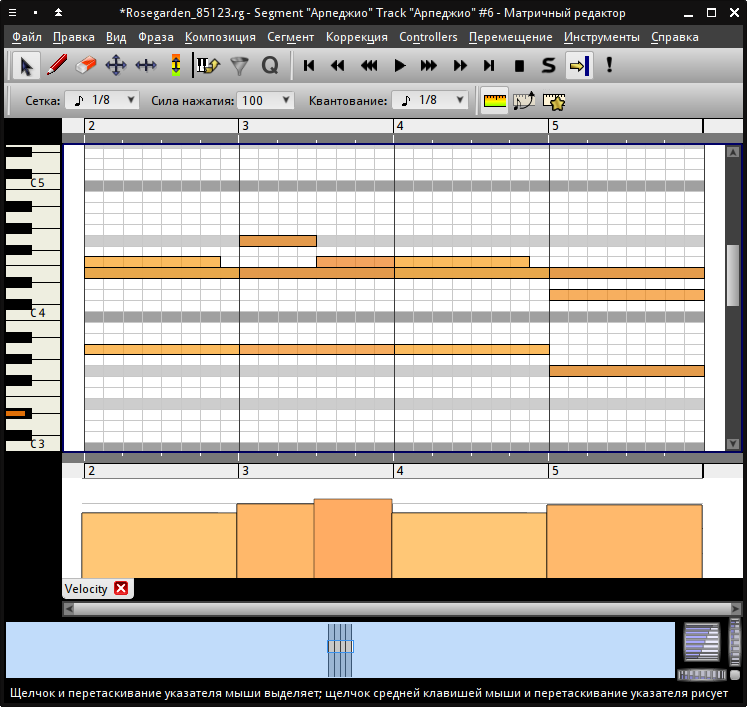 *Rosegarden_85123.rg - Segment "Арпеджио" Track "Арпеджио" #6 - Матричный редактор
Файл Правка Вид Фраза Композиция Сегмент Коррекция Controllers Перемещение Инструменты Справка
Сетка: 1/8 Сила нажатия: 100 Квантование: 1/8
2 3 4 5
C5
C4
C3
2 3 4 5
Velocity
Щелчок и перетаскивание указателя мыши выделяет; щелчок средней клавишей мыши и перетаскивание указателя рисует